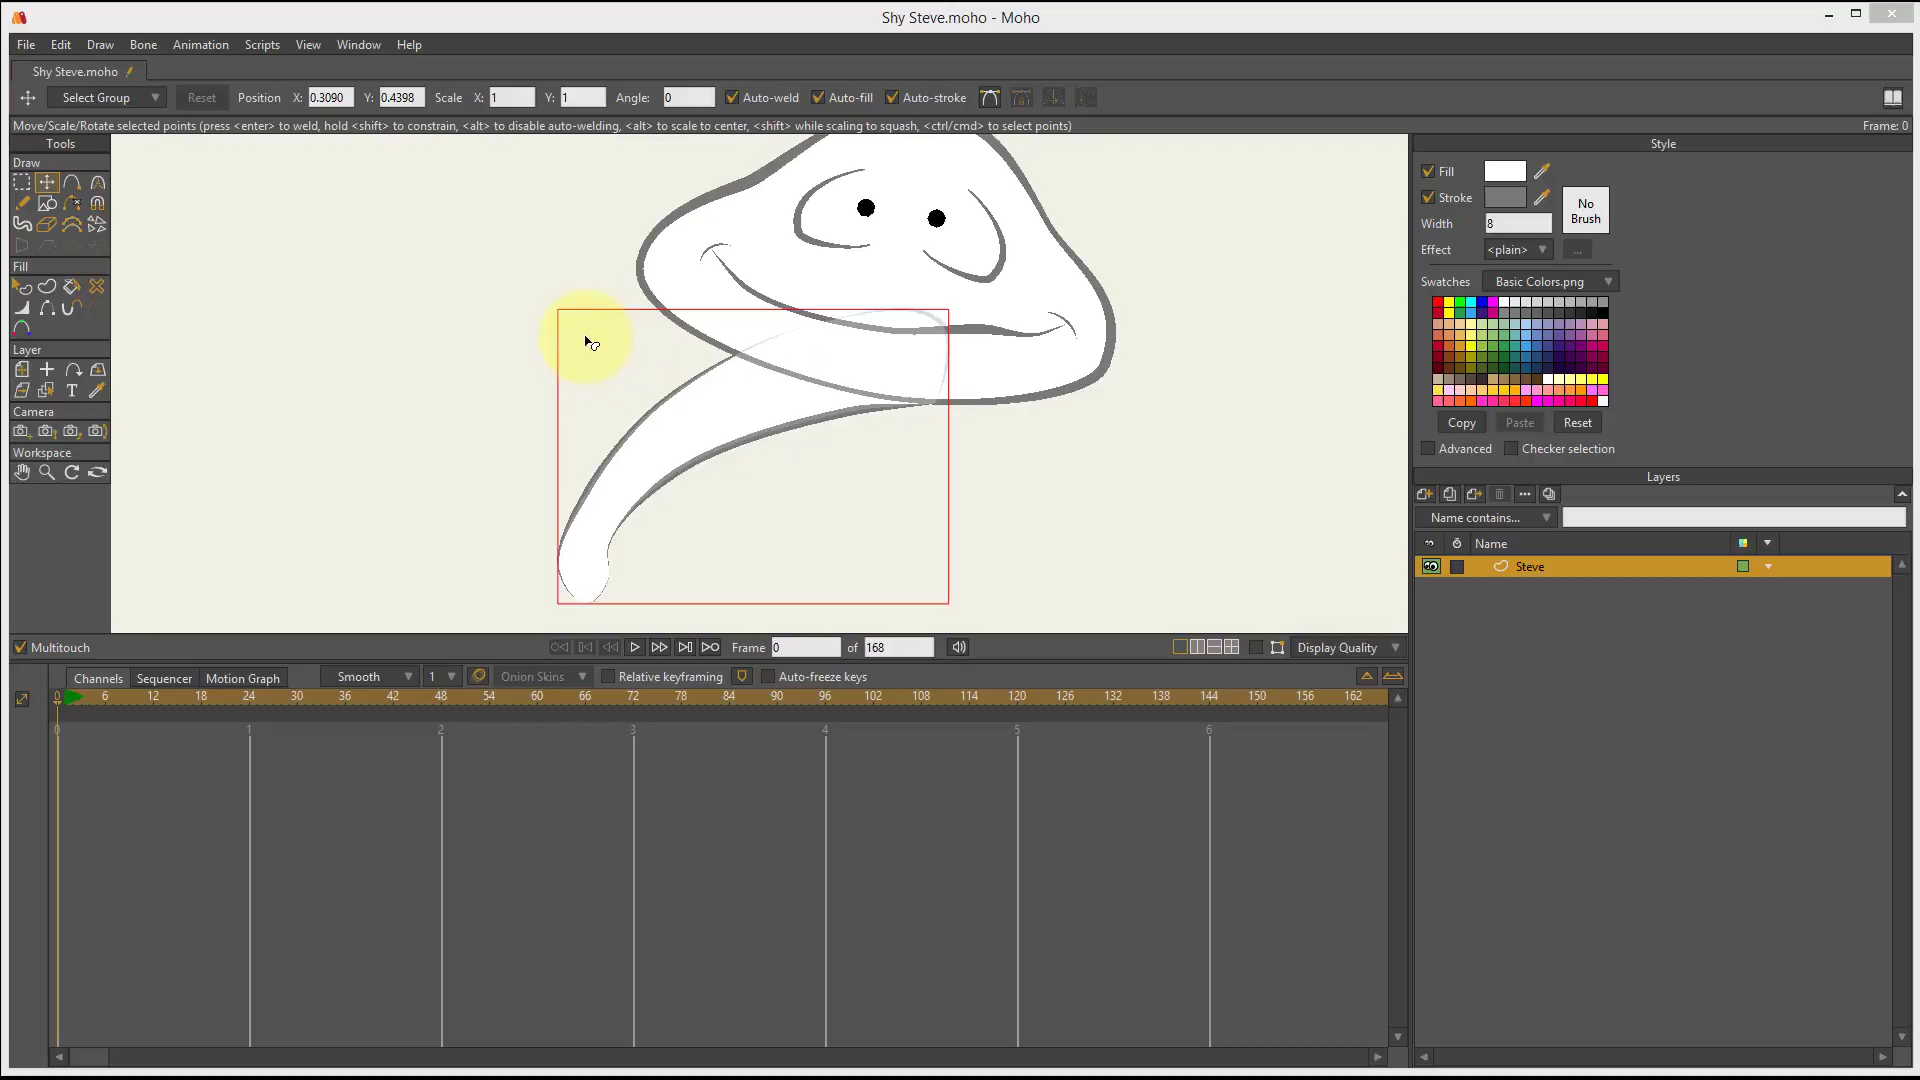 Shy Steve.moho - Moho
File Edit Draw Bone Animation Scripts View Window Help
Shy Steve.moho
Select Group Reset Position X: 0.3090 Y: 0.4398 Scale X: 1 Y: 1 Angle: 0 Auto-weld Auto-fill Auto-stroke
Move/Scale/Rotate selected points (press <enter> to weld, hold <shift> to constrain, <alt> to disable auto-welding, <alt> to scale to center, <shift> while scaling to squash, <ctrl/cmd> to select points) Frame: 0
Tools
Draw
Fill
Layer
T
Camera
Workspace
Style
Fill
Stroke
No Brush
Width 8
Effect <plain> ...
Swatches Basic Colors.png
Copy Paste Reset
Advanced Checker selection
Layers
Name contains...
Name
Steve
Multitouch Frame 0 of 168 Display Quality
Channels Sequencer Motion Graph Smooth 1 Onion Skins Relative keyframing Auto-freeze keys
0 6 12 18 24 30 36 42 48 54 60 66 72 78 84 90 96 102 108 114 120 126 132 138 144 150 156 162
0 1 2 3 4 5 6